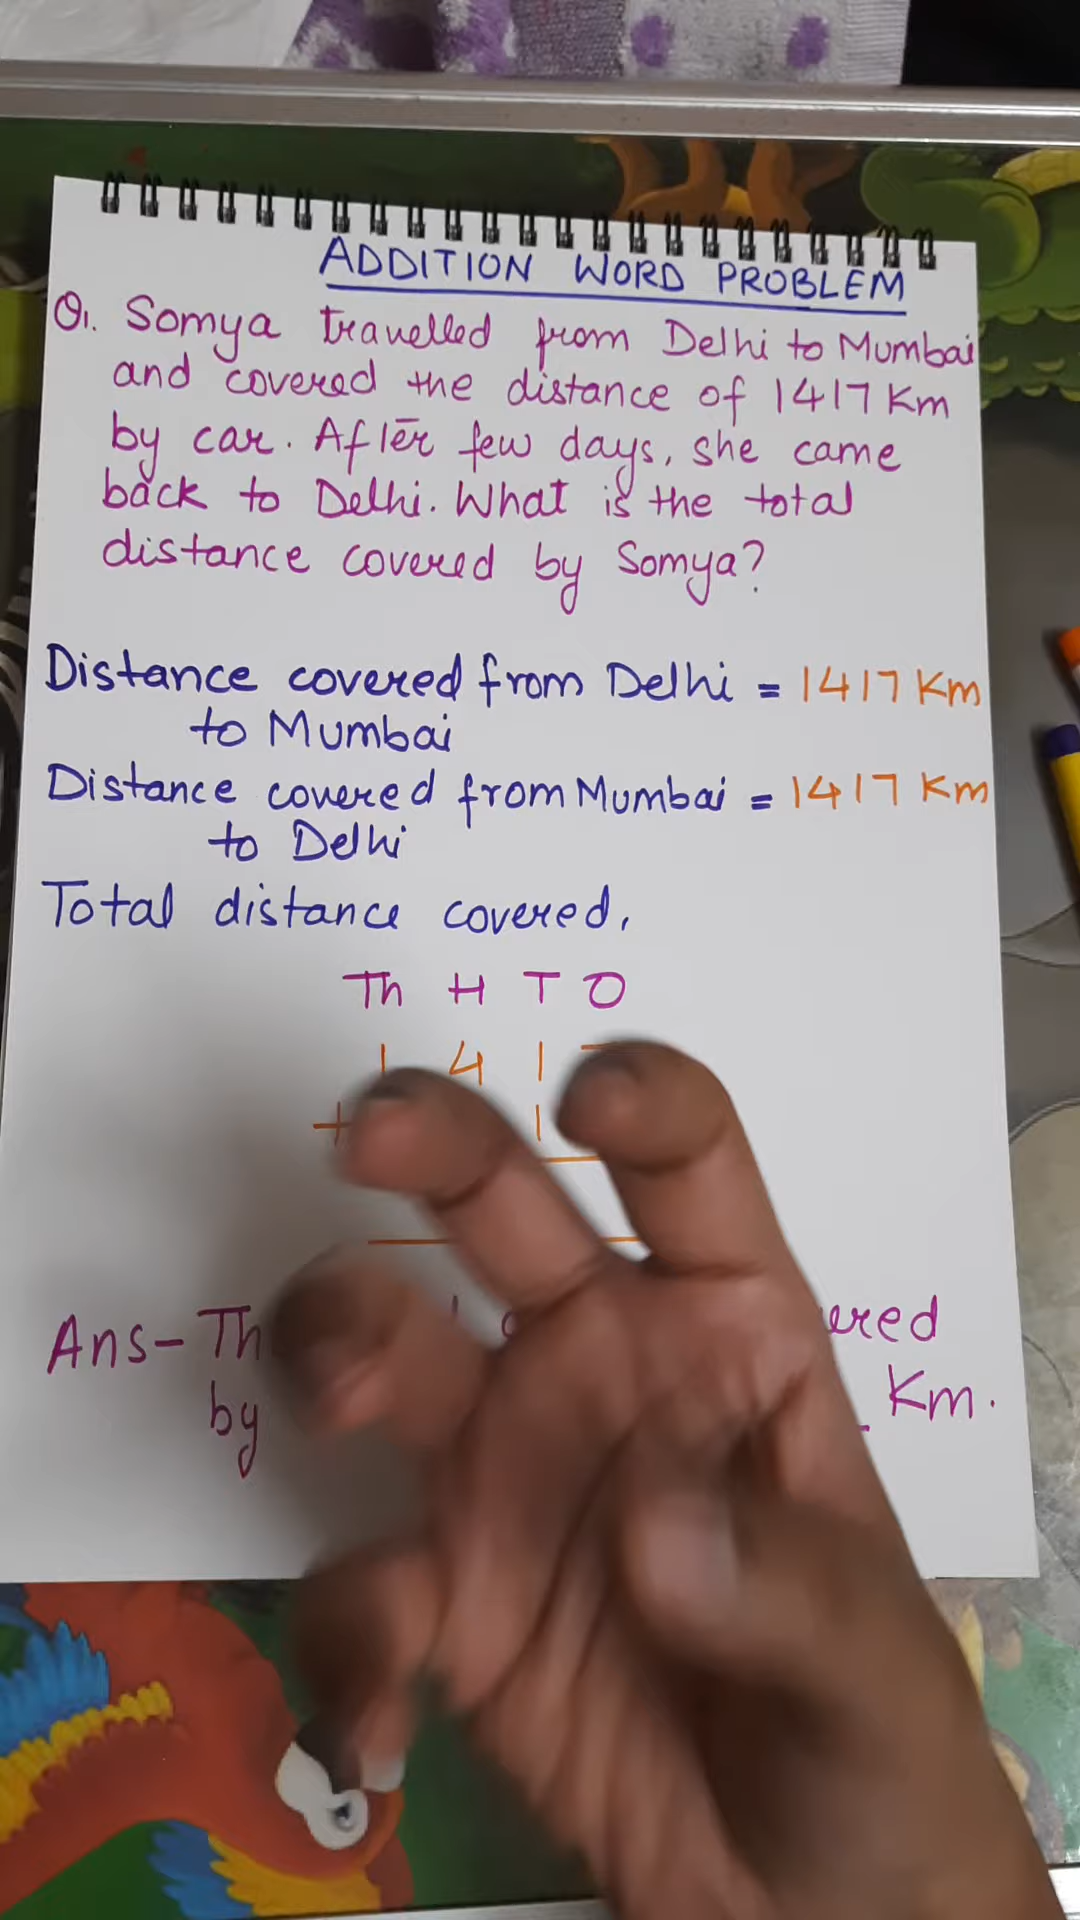 ADDITION WORD PROBLEM
Q1. Somya travelled from Delhi to Mumbai
and covered the distance of 1417 Km
by car. After few days, she came
back to Delhi. What is the total
distance covered by Somya?
Distance covered from Delhi = 1417 Km
to Mumbai
Distance covered from Mumbai = 1417 Km
to Delhi
Total distance covered,
Th H T O
1 4 1
+ 1
Ans- Th
by Km.